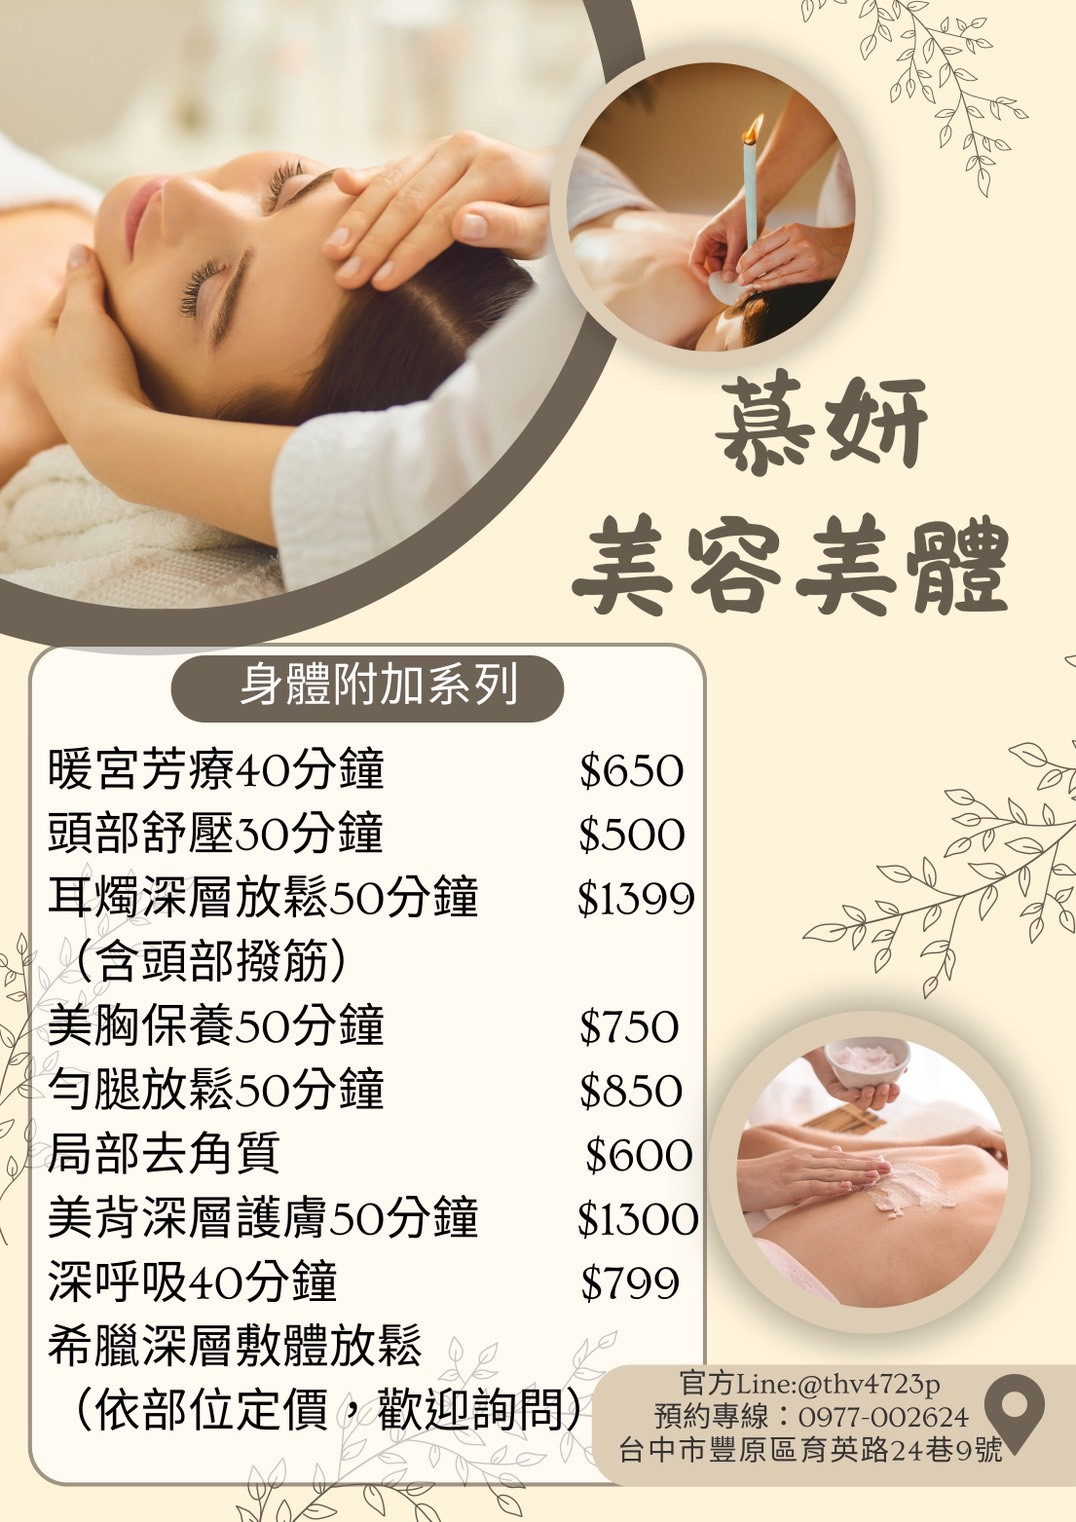 慕妍
美容美體
身體附加系列
暖宮芳療40分鐘 $650
頭部舒壓30分鐘 $500
耳燭深層放鬆50分鐘 $1399
（含頭部撥筋）
美胸保養50分鐘 $750
勻腿放鬆50分鐘 $850
局部去角質 $600
美背深層護膚50分鐘 $1300
深呼吸40分鐘 $799
希臘深層敷體放鬆
（依部位定價，歡迎詢問）
官方Line:@thv4723p
預約專線：0977-002624
台中市豐原區育英路24巷9號